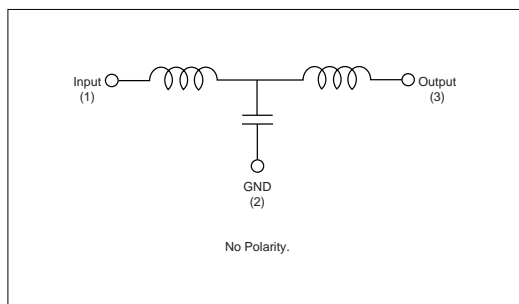 Input
(1)
Output
(3)
GND
(2)
No Polarity.